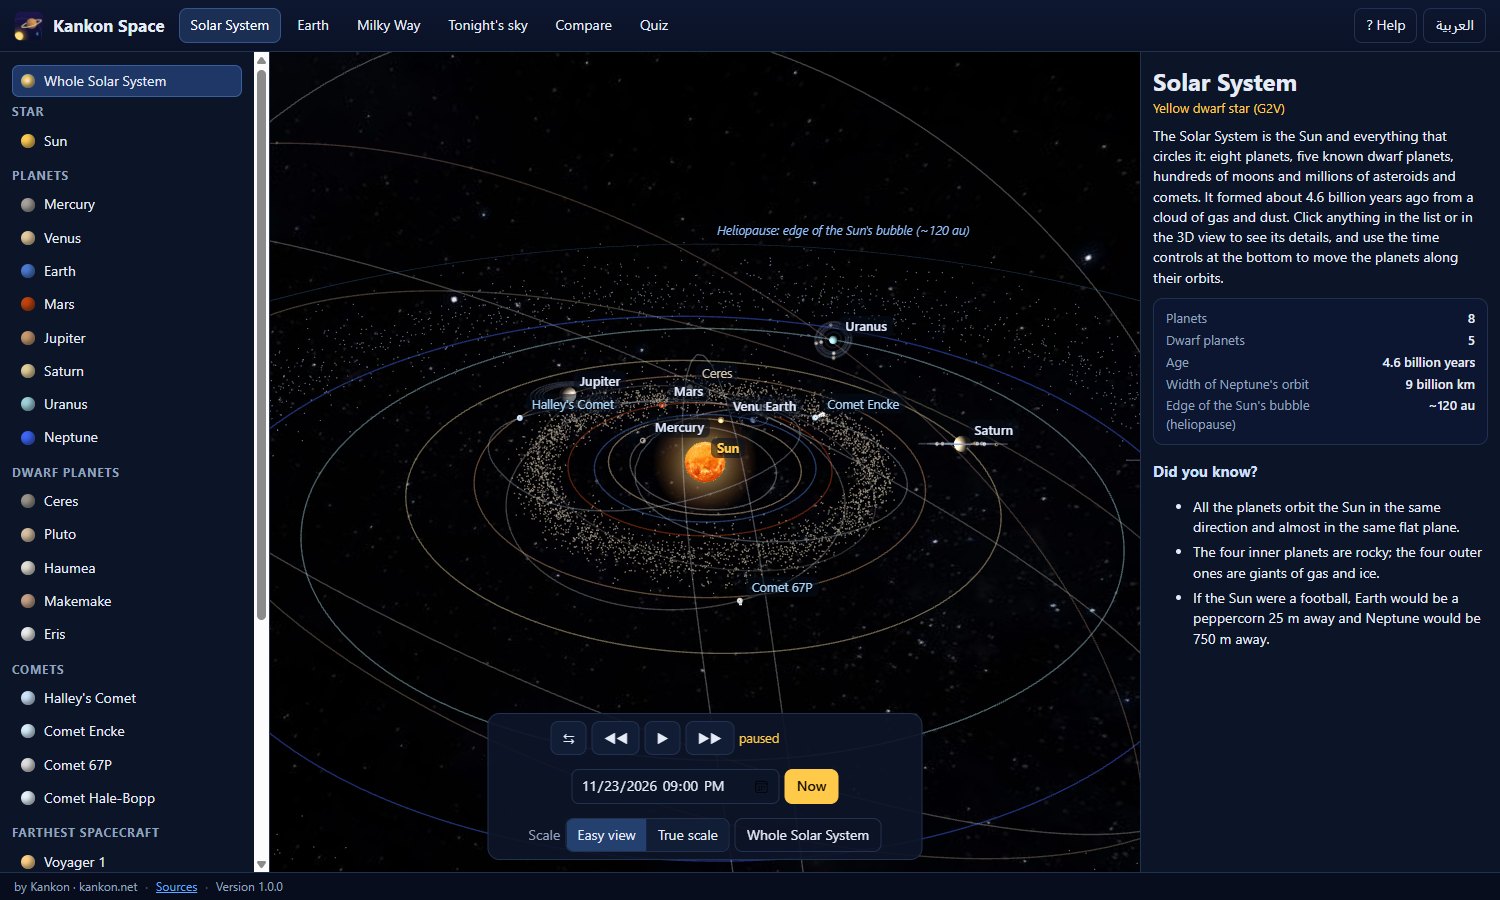 Kankon Space
Solar System
Earth
Milky Way
Tonight's sky
Compare
Quiz
? Help
العربية
Whole Solar System
STAR
Sun
PLANETS
Mercury
Venus
Earth
Mars
Jupiter
Saturn
Uranus
Neptune
DWARF PLANETS
Ceres
Pluto
Haumea
Makemake
Eris
COMETS
Halley's Comet
Comet Encke
Comet 67P
Comet Hale-Bopp
FARTHEST SPACECRAFT
Voyager 1
Heliopause: edge of the Sun's bubble (~120 au)
Uranus
Ceres
Jupiter
Mars
Halley's Comet
Venu
Earth
Comet Encke
Mercury
Saturn
Sun
Comet 67P
paused
11/23/2026 09:00 PM
Now
Scale
Easy view
True scale
Whole Solar System
Solar System
Yellow dwarf star (G2V)
The Solar System is the Sun and everything that
circles it: eight planets, five known dwarf planets,
hundreds of moons and millions of asteroids and
comets. It formed about 4.6 billion years ago from a
cloud of gas and dust. Click anything in the list or in
the 3D view to see its details, and use the time
controls at the bottom to move the planets along
their orbits.
Planets 8
Dwarf planets 5
Age 4.6 billion years
Width of Neptune's orbit 9 billion km
Edge of the Sun's bubble ~120 au
(heliopause)
Did you know?
• All the planets orbit the Sun in the same
direction and almost in the same flat plane.
• The four inner planets are rocky; the four outer
ones are giants of gas and ice.
• If the Sun were a football, Earth would be a
peppercorn 25 m away and Neptune would be
750 m away.
by Kankon · kankon.net · Sources · Version 1.0.0